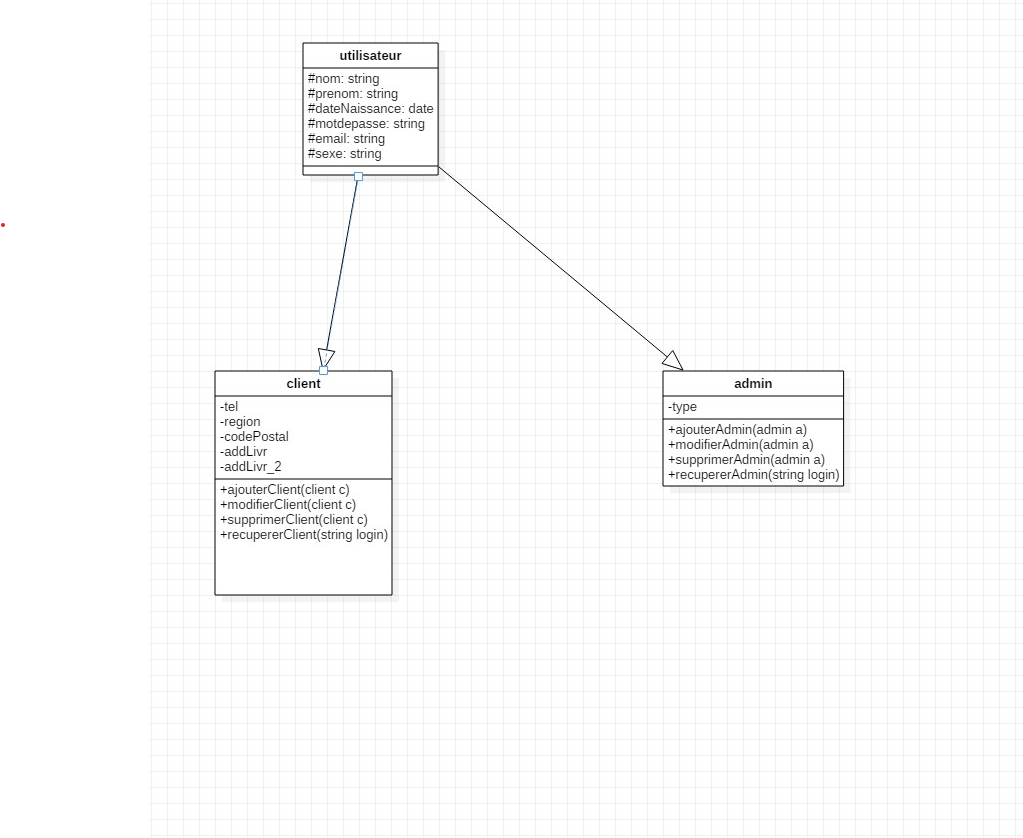 utilisateur
#nom: string
#prenom: string
#dateNaissance: date
#motdepasse: string
#email: string
#sexe: string
client
-tel
-region
-codePostal
-addLivr
-addLivr_2
+ajouterClient(client c)
+modifierClient(client c)
+supprimerClient(client c)
+recupererClient(string login)
admin
-type
+ajouterAdmin(admin a)
+modifierAdmin(admin a)
+supprimerAdmin(admin a)
+recupererAdmin(string login)